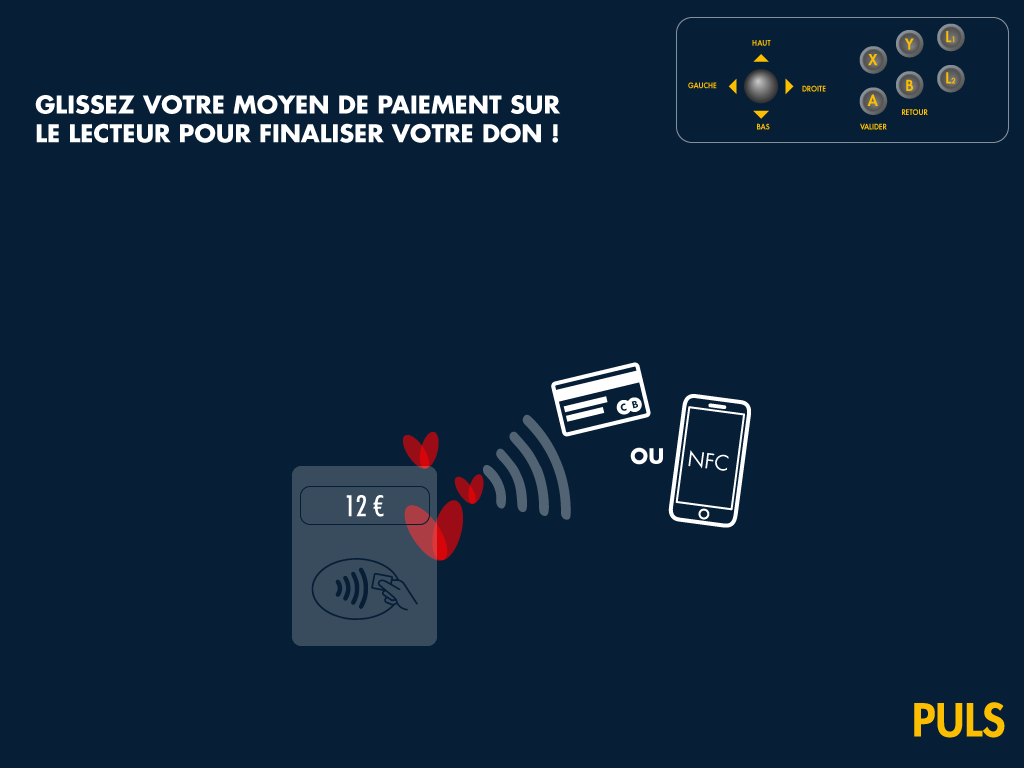 GLISSEZ VOTRE MOYEN DE PAIEMENT SUR
LE LECTEUR POUR FINALISER VOTRE DON !
HAUT
GAUCHE
DROITE
BAS
X
Y
L1
A
B
L2
VALIDER
RETOUR
CB
OU
NFC
12 €
PULS